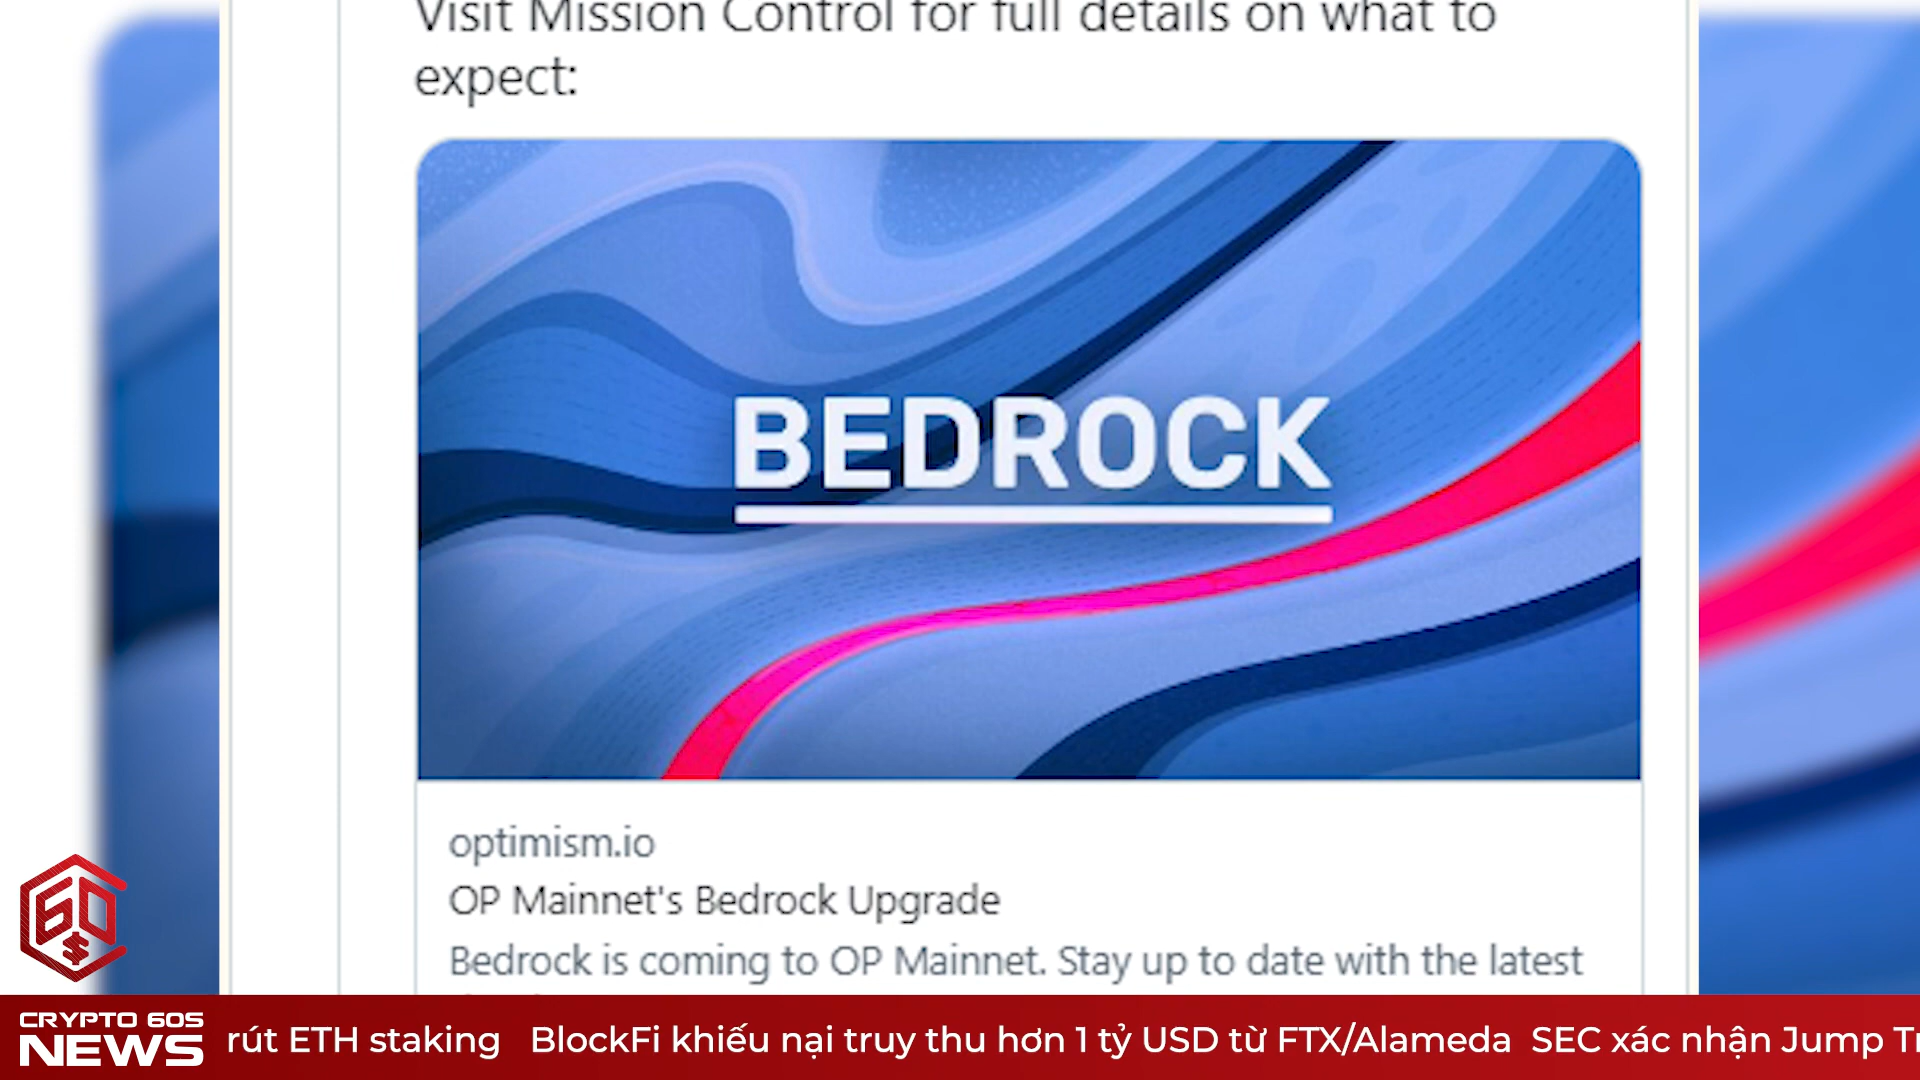 Visit Mission Control for full details on what to
expect:
BEDROCK
optimism.io
OP Mainnet's Bedrock Upgrade
Bedrock is coming to OP Mainnet. Stay up to date with the latest
60$
CRYPTO 60S
NEWS
rút ETH staking BlockFi khiếu nại truy thu hơn 1 tỷ USD từ FTX/Alameda SEC xác nhận Jump